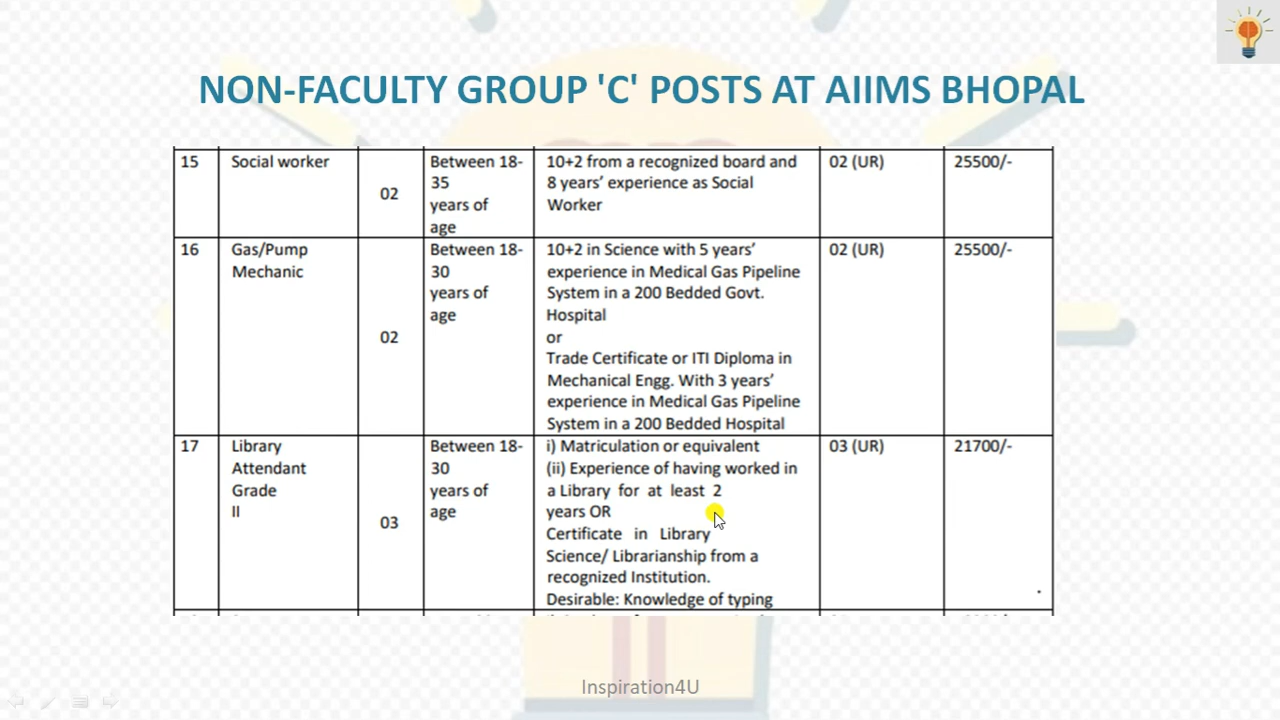 NON-FACULTY GROUP 'C' POSTS AT AIIMS BHOPAL
15 Social worker 02 Between 18-35 years of age 10+2 from a recognized board and 8 years’ experience as Social Worker 02 (UR) 25500/-
16 Gas/Pump Mechanic 02 Between 18-30 years of age 10+2 in Science with 5 years’ experience in Medical Gas Pipeline System in a 200 Bedded Govt. Hospital or Trade Certificate or ITI Diploma in Mechanical Engg. With 3 years’ experience in Medical Gas Pipeline System in a 200 Bedded Hospital 02 (UR) 25500/-
17 Library Attendant Grade II 03 Between 18-30 years of age i) Matriculation or equivalent (ii) Experience of having worked in a Library for at least 2 years OR Certificate in Library Science/ Librarianship from a recognized Institution. Desirable: Knowledge of typing 03 (UR) 21700/-
Inspiration4U